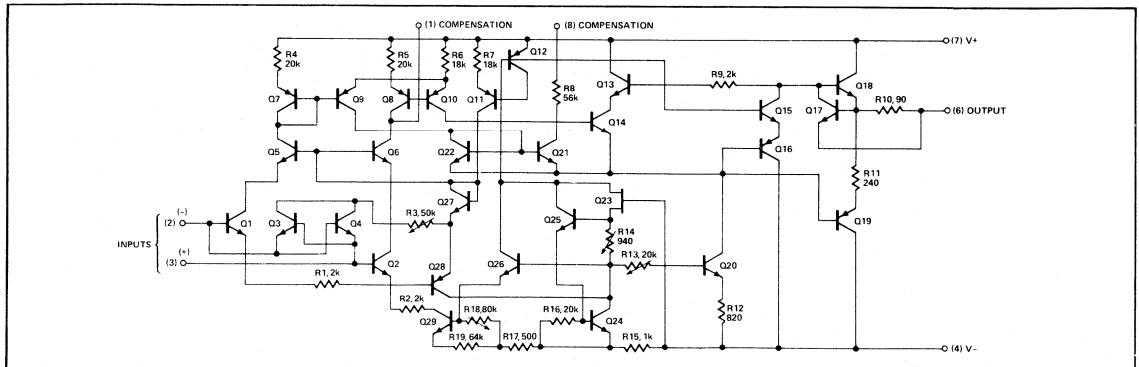 (1) COMPENSATION (8) COMPENSATION
(7) V+
R4 20k
R5 20k
R6 18k
R7 18k
Q12
R8 56k
Q13
R9, 2k
Q18
Q7
Q9
Q8
Q10
Q11
Q15
Q17
R10, 90
(6) OUTPUT
Q14
Q5
Q6
Q22
Q21
Q16
R11 240
Q27
Q23
Q19
(-)
(2)
Q1
Q3
Q4
R3, 50k
Q25
R14 940
INPUTS
(+)
(3)
Q2
Q28
Q26
R13, 20k
Q20
R1, 2k
R2, 2k
R12 820
Q29
R18, 80k
R16, 20k
Q24
R19, 64k
R17, 500
R15, 1k
(4) V-